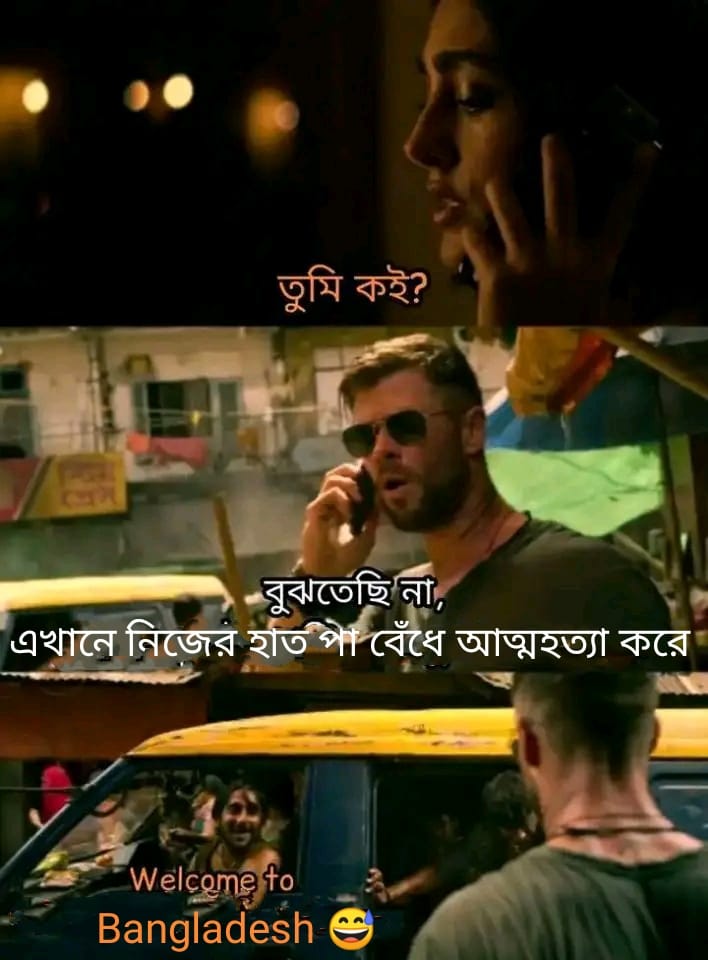 তুমি কই?
বুঝতেছি না,
এখানে নিজের হাত পা বেঁধে আত্মহত্যা করে
Welcome to
Bangladesh 😅